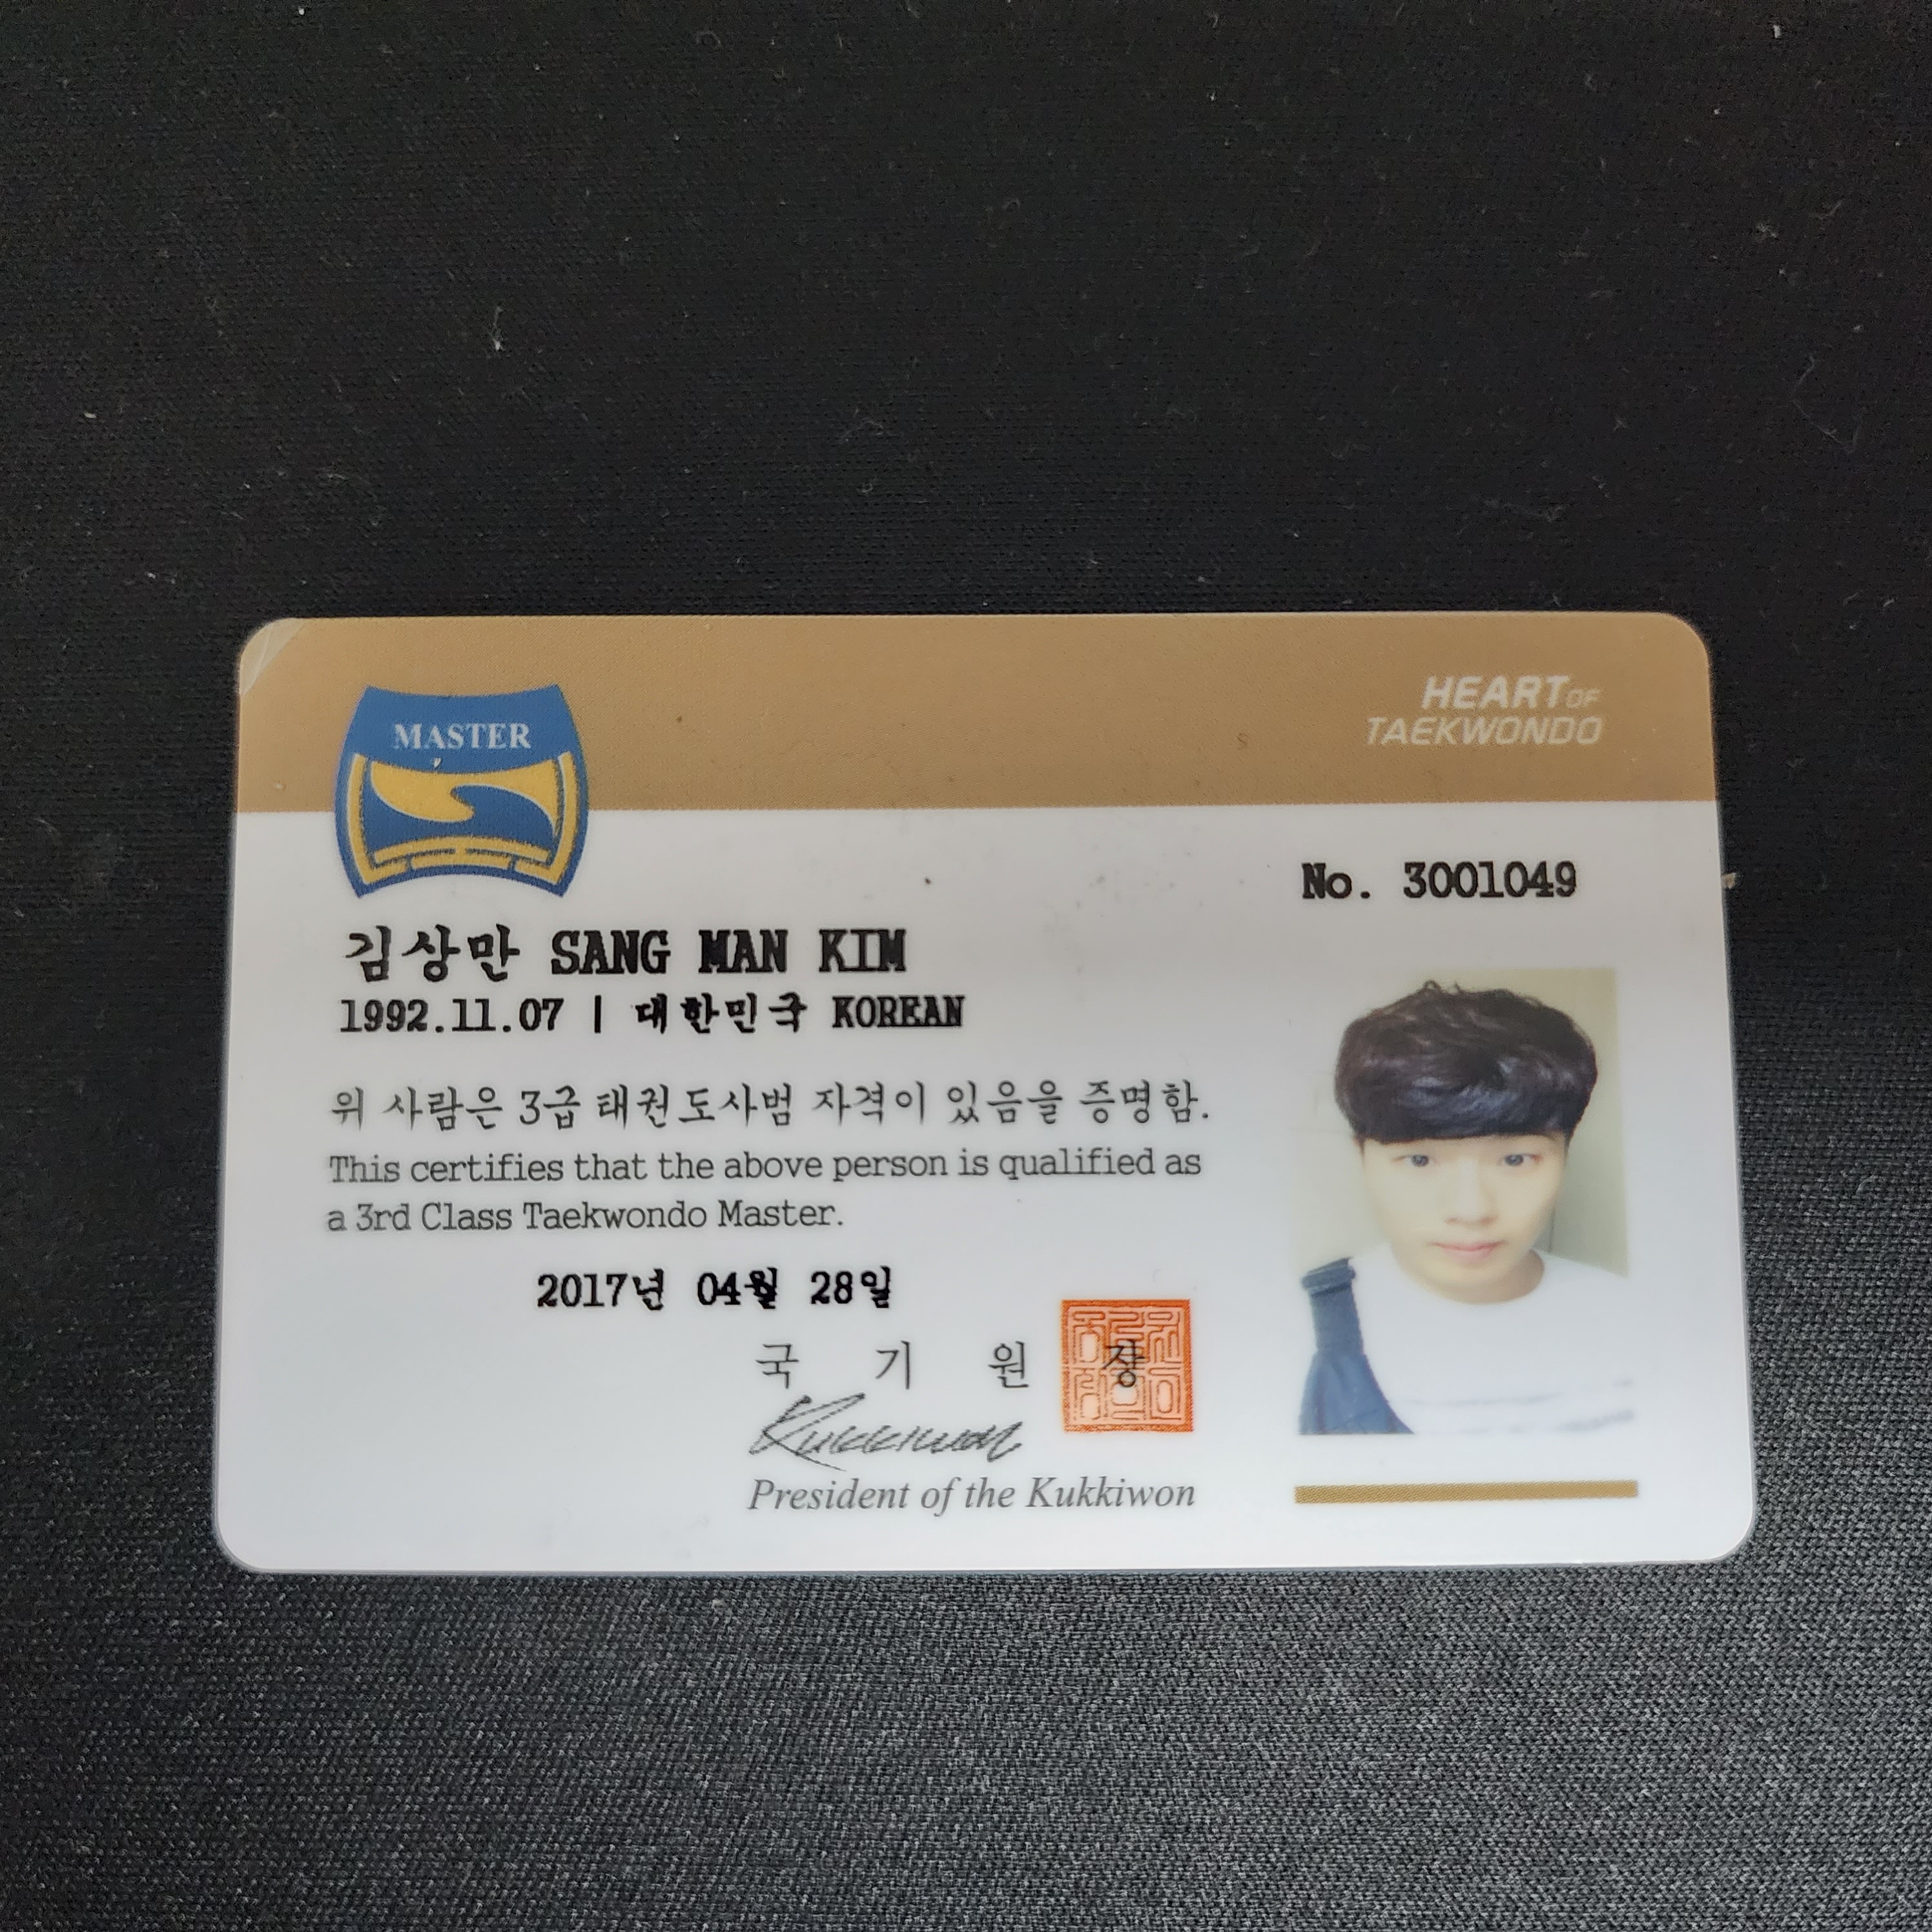 MASTER
HEART OF
TAEKWONDO
No. 3001049
김상만 SANG MAN KIM
1992.11.07 | 대한민국 KOREAN
위 사람은 3급 태권도사범 자격이 있음을 증명함.
This certifies that the above person is qualified as
a 3rd Class Taekwondo Master.
2017년 04월 28일
국 기 원 장
Kukkiwon
President of the Kukkiwon